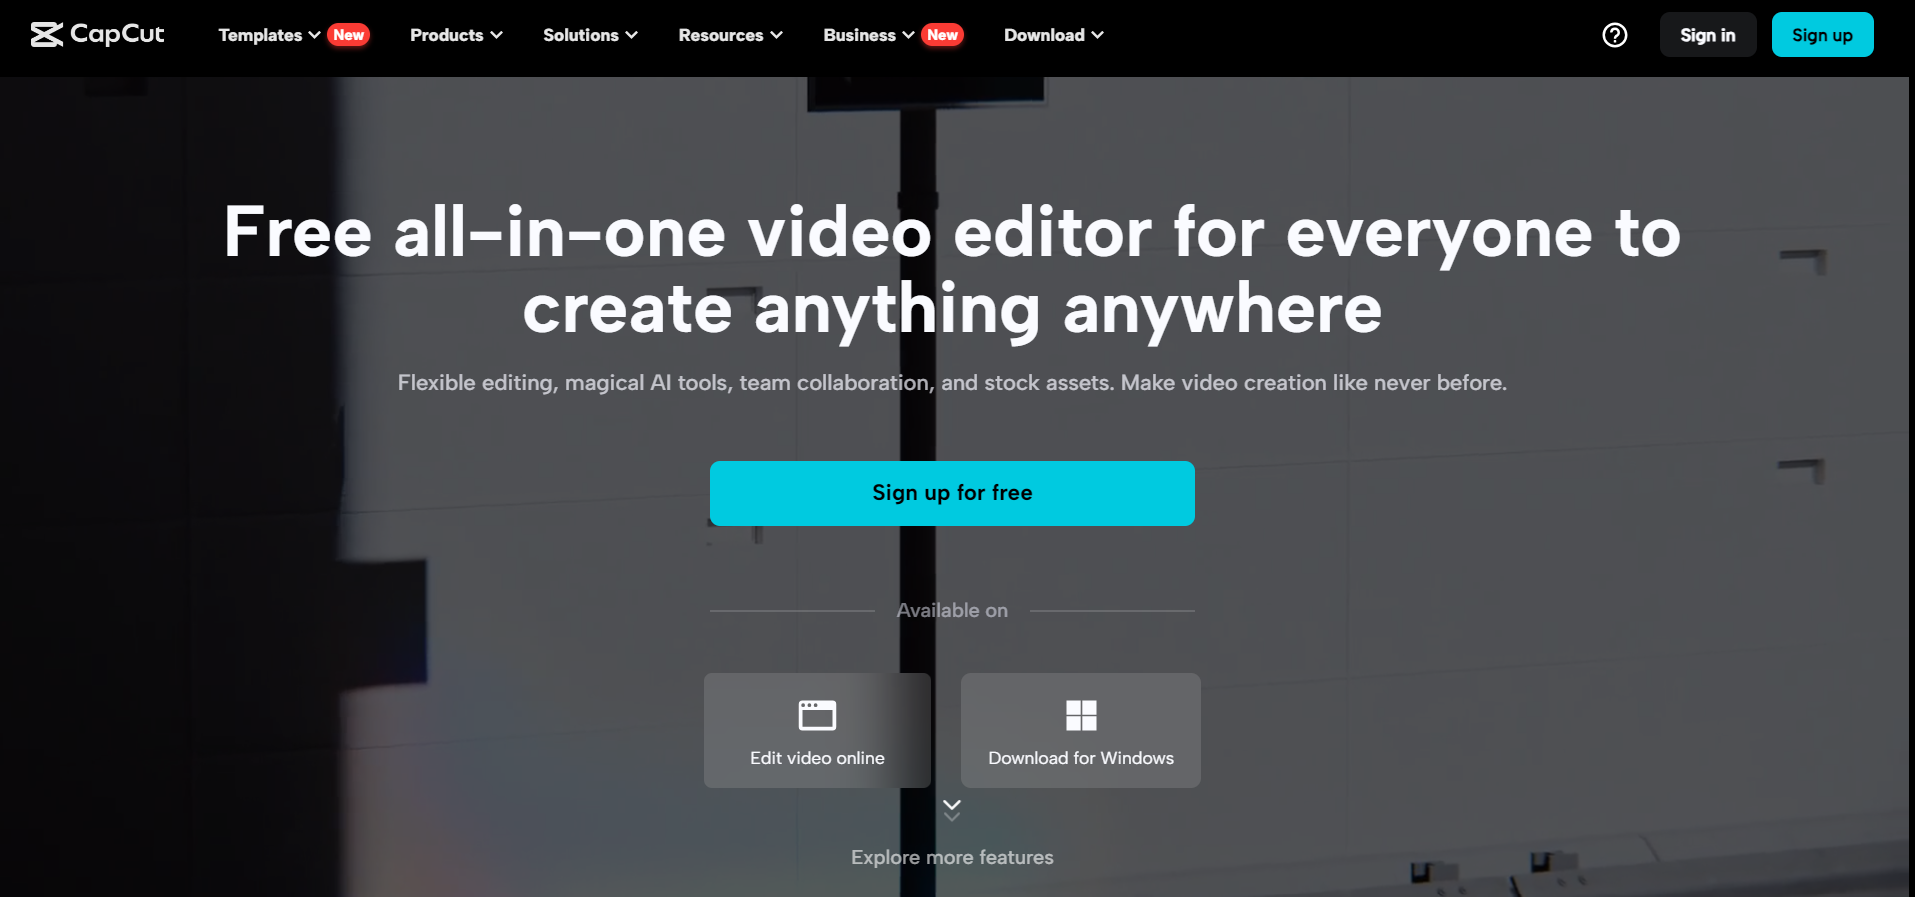 CapCut
Templates New Products Solutions Resources Business New Download
Sign in
Sign up
Free all-in-one video editor for everyone to
create anything anywhere
Flexible editing, magical AI tools, team collaboration, and stock assets. Make video creation like never before.
Sign up for free
Available on
Edit video online
Download for Windows
Explore more features